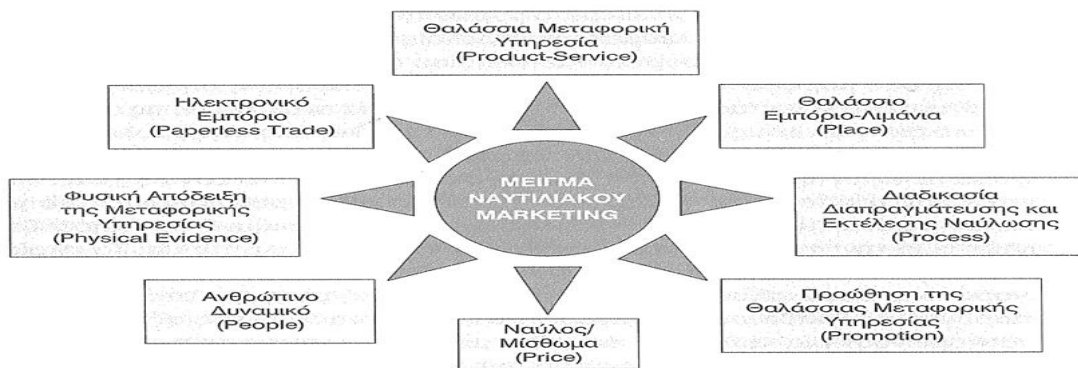 Θαλάσσια Μεταφορική
Υπηρεσία
(Product-Service)
Ηλεκτρονικό
Εμπόριο
(Paperless Trade)
Θαλάσσιο
Εμπόριο-Λιμάνια
(Place)
Φυσική Απόδειξη
της Μεταφορικής
Υπηρεσίας
(Physical Evidence)
ΜΕΙΓΜΑ
ΝΑΥΤΙΛΙΑΚΟΥ
MARKETING
Διαδικασία
Διαπραγμάτευσης και
Εκτέλεσης Ναύλωσης
(Process)
Ανθρώπινο
Δυναμικό
(People)
Ναύλος/
Μίσθωμα
(Price)
Προώθηση της
Θαλάσσιας Μεταφορικής
Υπηρεσίας
(Promotion)